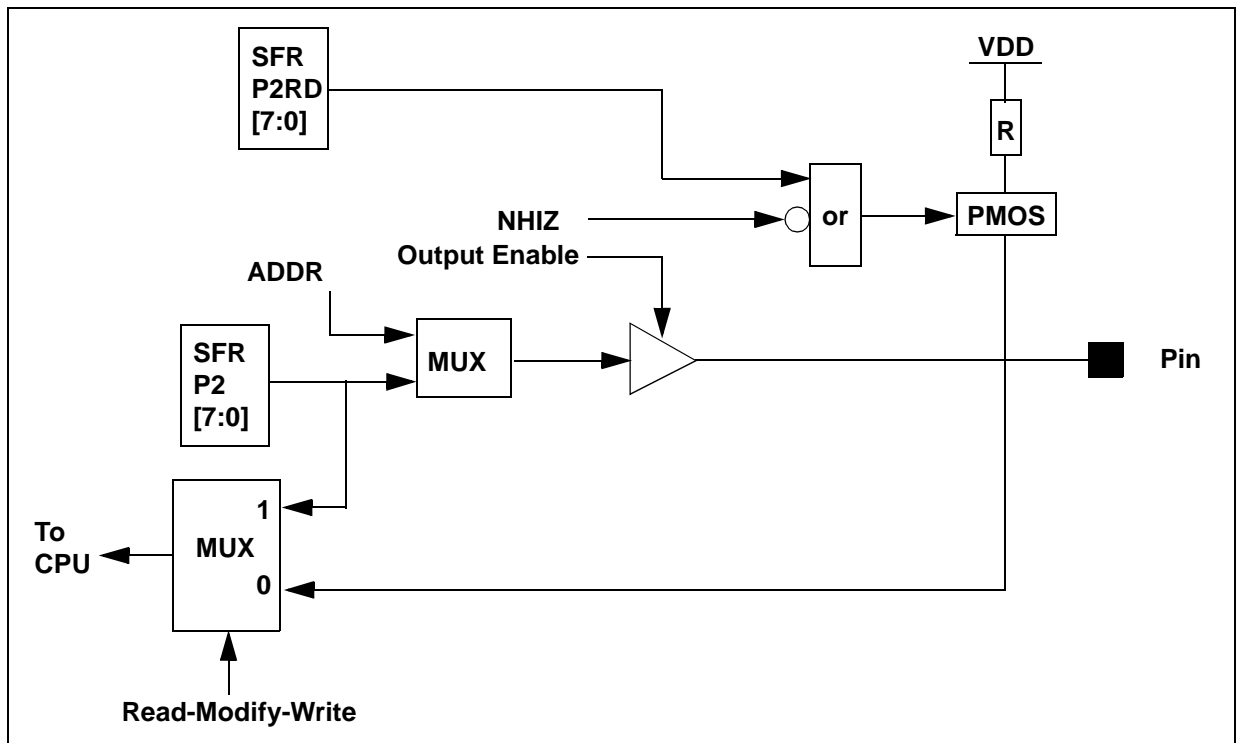 SFR
P2RD
[7:0]
VDD
R
or
PMOS
NHIZ
Output Enable
ADDR
MUX
SFR
P2
[7:0]
Pin
1
To
CPU
MUX
0
Read-Modify-Write